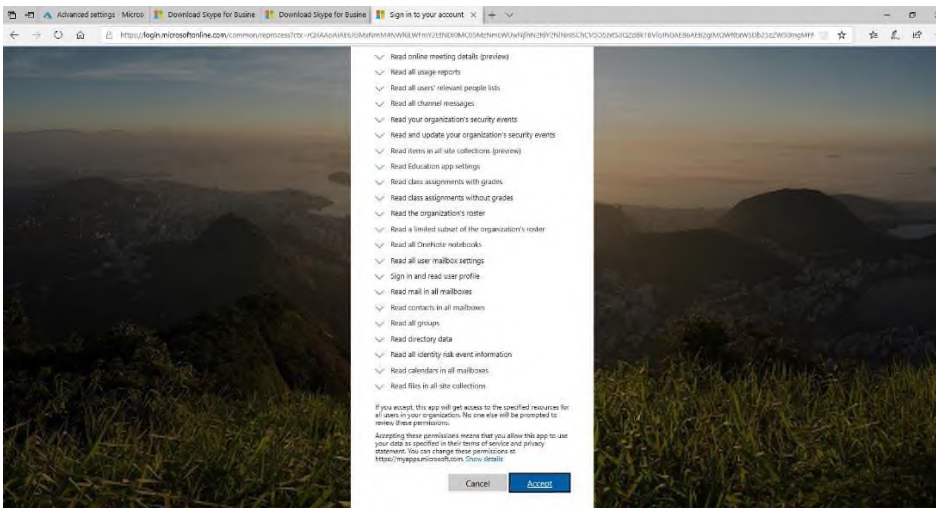 Advanced settings - Micros
Download Skype for Busine
Download Skype for Busine
Sign in to your account
Read online meeting details (preview)
Read all usage reports
Read all users' relevant people lists
Read all channel messages
Read your organization's security events
Read and update your organization's security events
Read items in all site collections (preview)
Read Education app settings
Read class assignments with grades
Read class assignments without grades
Read the organization's roster
Read a limited subset of the organization's roster
Read all OneNote notebooks
Read all user mailbox settings
Sign in and read user profile
Read mail in all mailboxes
Read contacts in all mailboxes
Read all groups
Read directory data
Read all identity risk event information
Read calendars in all mailboxes
Read files in all site collections
If you accept, this app will get access to the specified resources for
all users in your organization. No one else will be prompted to
review these permissions.
Accepting these permissions means that you allow this app to use
your data as specified in their terms of service and privacy
statement. You can change these permissions at
https://myapps.microsoft.com. Show details
Cancel
Accept